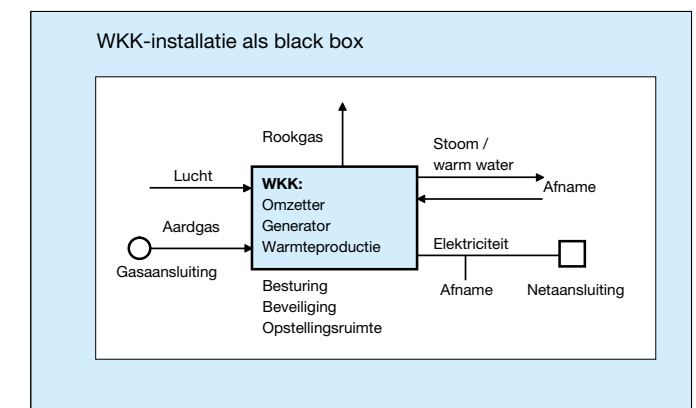 WKK-installatie als black box
Rookgas
Stoom /
warm water
Lucht
Afname
WKK:
Omzetter
Generator
Warmteproductie
Aardgas
Gasaansluiting
Elektriciteit
Afname
Netaansluiting
Besturing
Beveiliging
Opstellingsruimte